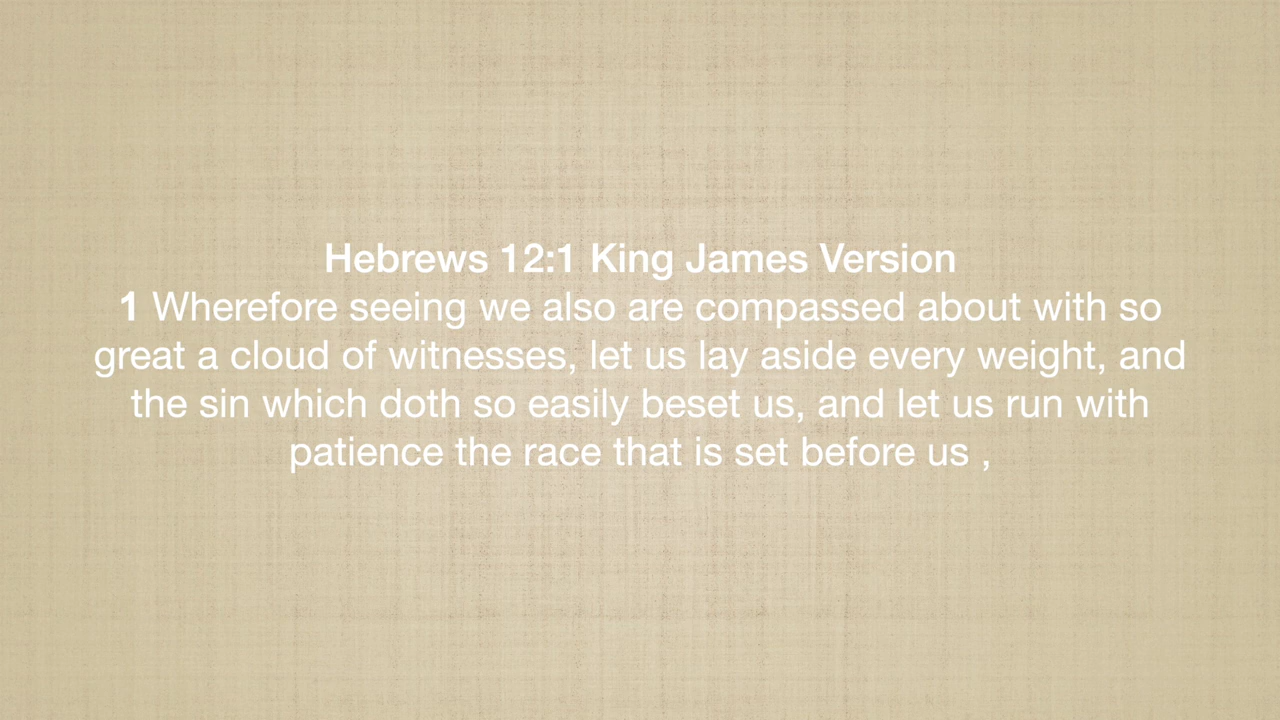 Hebrews 12:1 King James Version
1 Wherefore seeing we also are compassed about with so
great a cloud of witnesses, let us lay aside every weight, and
the sin which doth so easily beset us, and let us run with
patience the race that is set before us ,